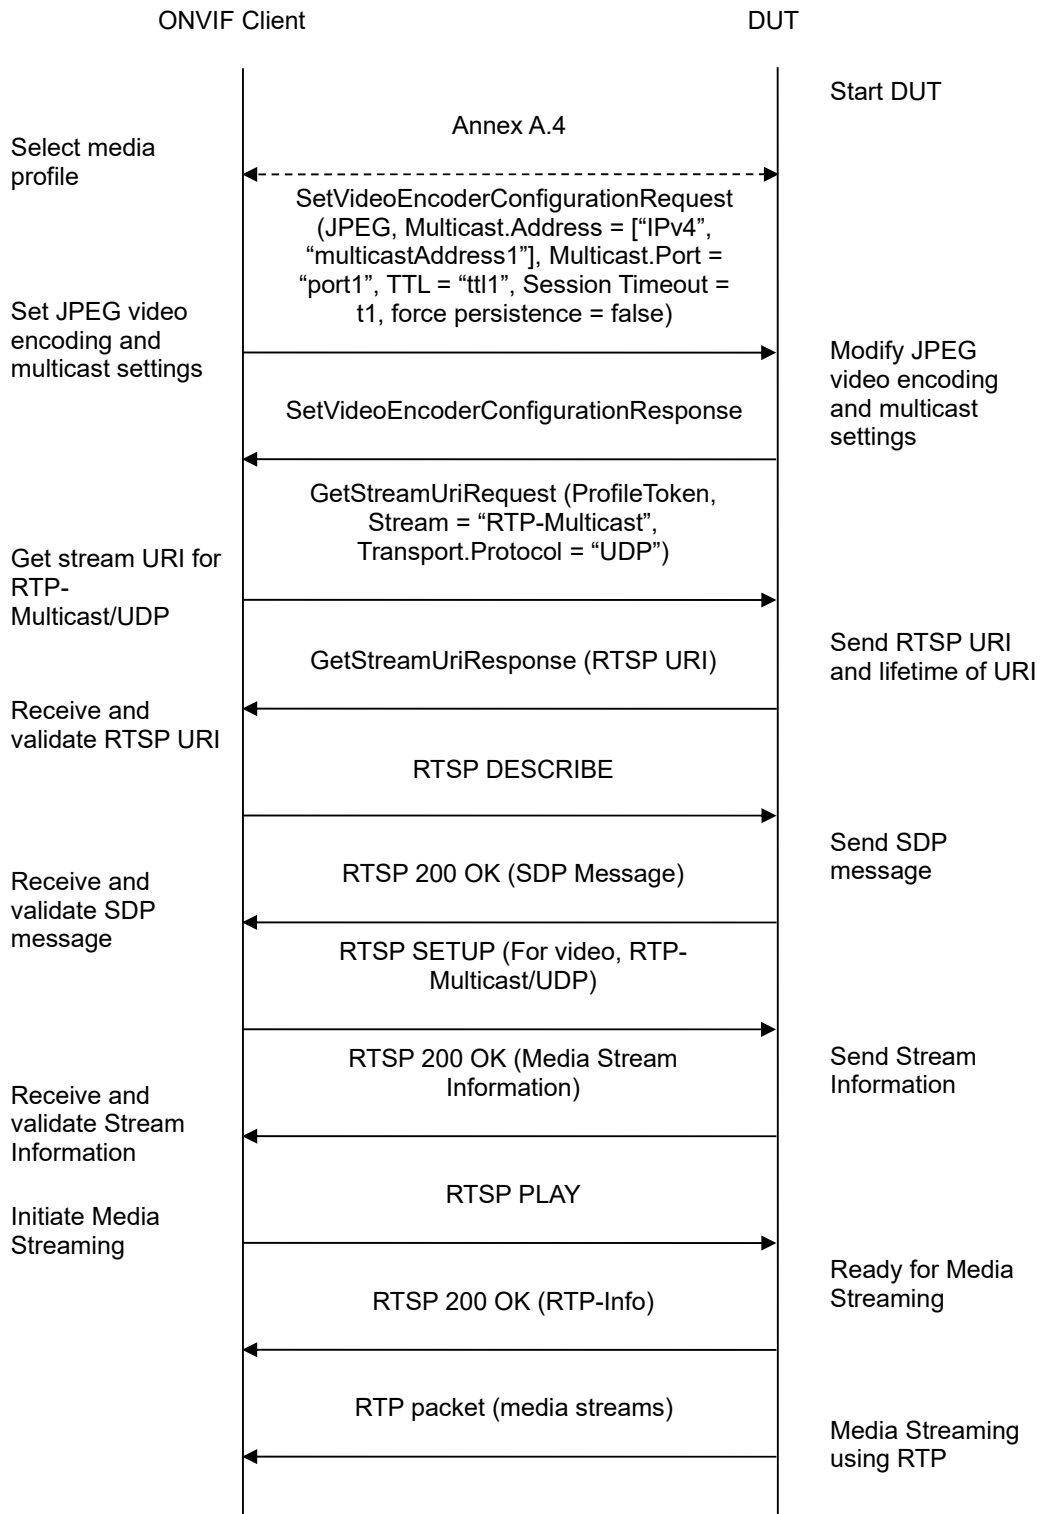 ONVIF Client
DUT
Start DUT
Annex A.4
Select media
profile
SetVideoEncoderConfigurationRequest
(JPEG, Multicast.Address = [“IPv4”,
“multicastAddress1”], Multicast.Port =
“port1”, TTL = “ttl1”, Session Timeout =
t1, force persistence = false)
Set JPEG video
encoding and
multicast settings
Modify JPEG
video encoding
and multicast
settings
SetVideoEncoderConfigurationResponse
GetStreamUriRequest (ProfileToken,
Stream = “RTP-Multicast”,
Transport.Protocol = “UDP”)
Get stream URI for
RTP-
Multicast/UDP
Send RTSP URI
and lifetime of URI
GetStreamUriResponse (RTSP URI)
Receive and
validate RTSP URI
RTSP DESCRIBE
Send SDP
message
RTSP 200 OK (SDP Message)
Receive and
validate SDP
message
RTSP SETUP (For video, RTP-
Multicast/UDP)
Send Stream
Information
RTSP 200 OK (Media Stream
Information)
Receive and
validate Stream
Information
RTSP PLAY
Initiate Media
Streaming
Ready for Media
Streaming
RTSP 200 OK (RTP-Info)
RTP packet (media streams)
Media Streaming
using RTP